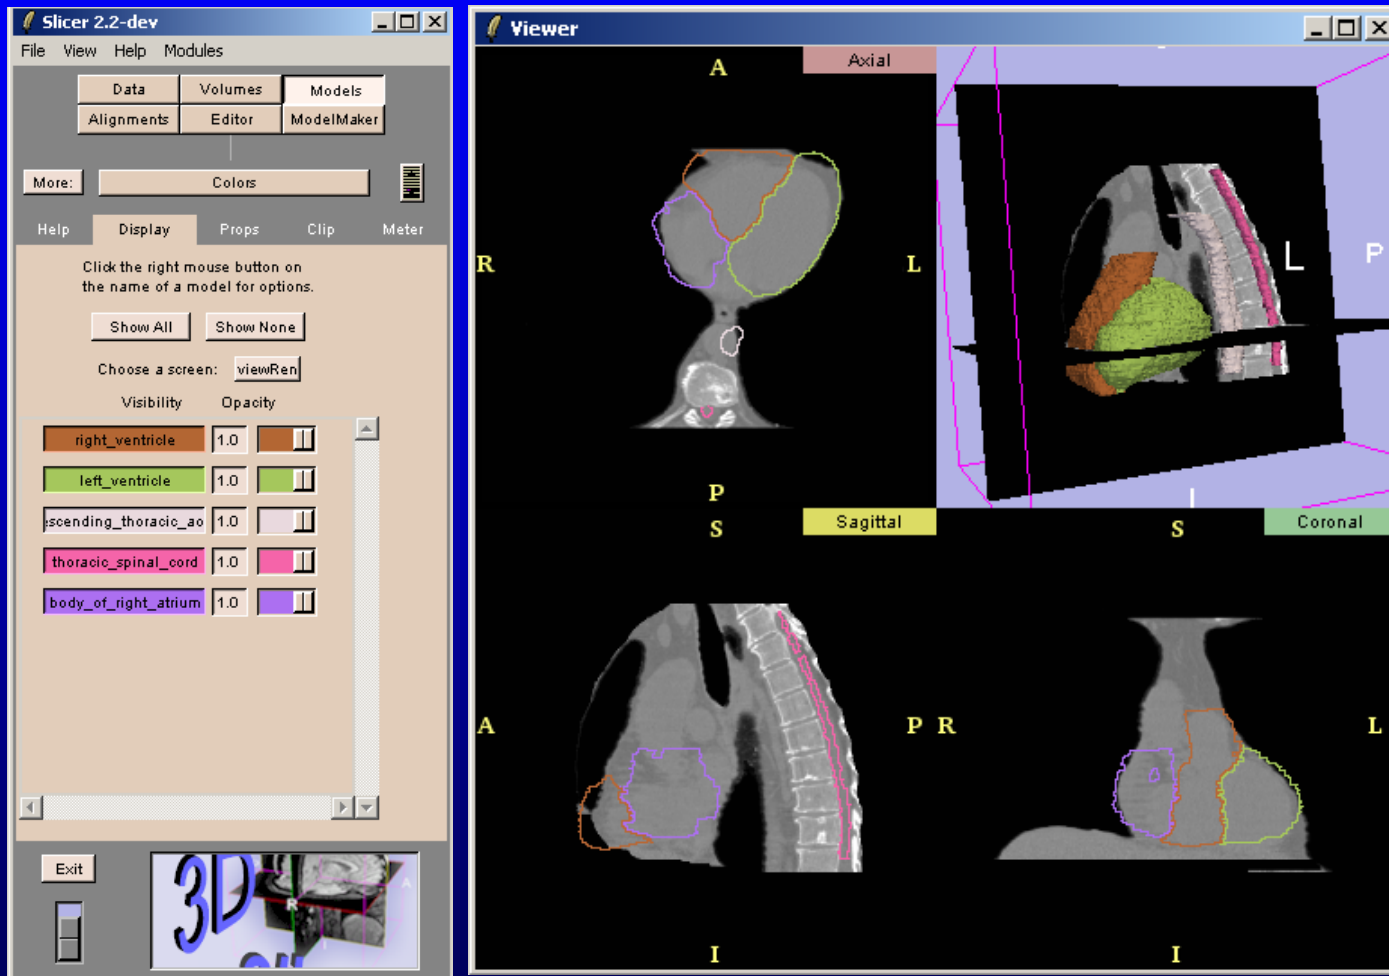 Slicer 2.2-dev
File View Help Modules
Data Volumes Models
Alignments Editor ModelMaker
More: Colors
Help Display Props Clip Meter
Click the right mouse button on
the name of a model for options.
Show All Show None
Choose a screen: viewRen
Visibility Opacity
right_ventricle 1.0
left_ventricle 1.0
escending_thoracic_ao 1.0
thoracic_spinal_cord 1.0
body_of_right_atrium 1.0
Exit
3D
R
A
Viewer
Axial
A
R
L
P
L
P
I
Sagittal
S
A
P
I
Coronal
S
R
L
I